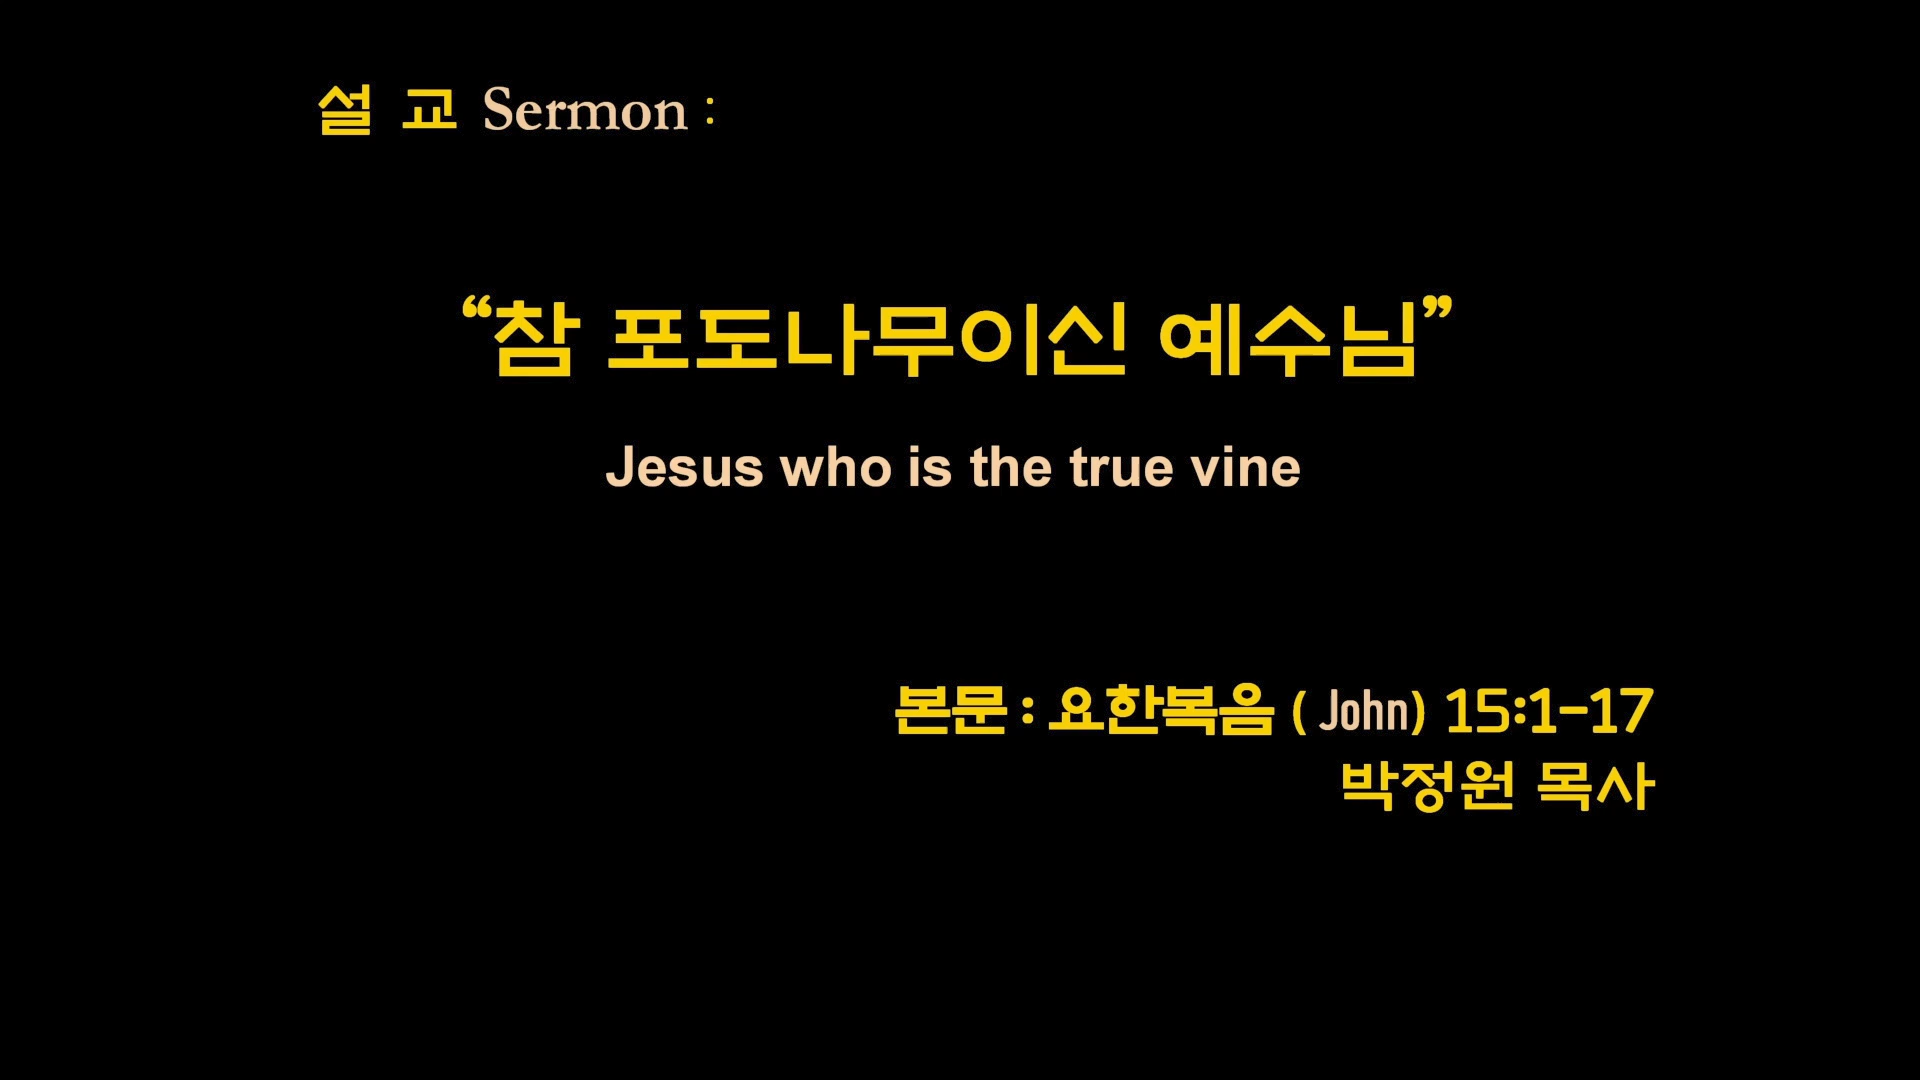 설 교 Sermon :
“참 포도나무이신 예수님”
Jesus who is the true vine
본문 : 요한복음 ( John) 15:1-17
박정원 목사